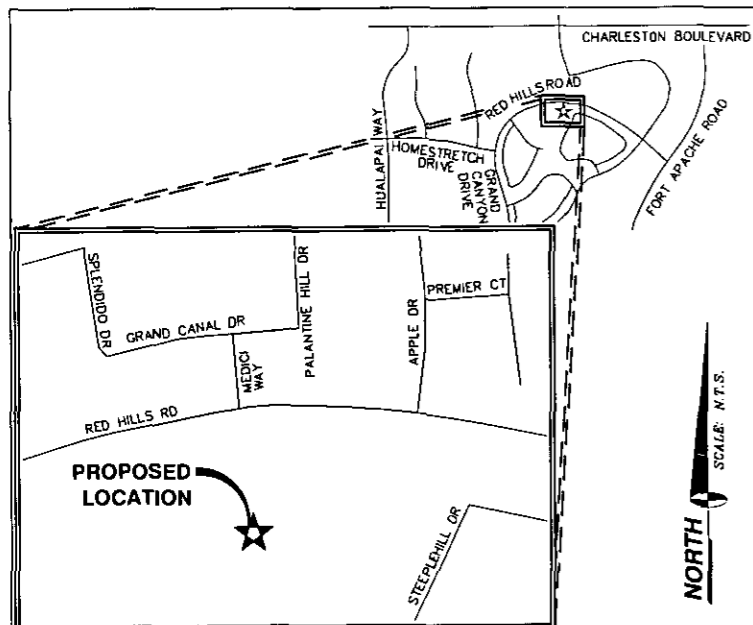 CHARLESTON BOULEVARD
RED HILLS ROAD
HUALAPAI WAY
HOMESTRETCH
DRIVE
GRAND
CANYON
DRIVE
FORT APACHE ROAD
SPLENDIDO DR
GRAND CANAL DR
MEDICI
WAY
PALANTINE HILL DR
APPLE DR
PREMIER CT
RED HILLS RD
PROPOSED
LOCATION
STEEPLEHILL DR
NORTH
SCALE: N.T.S.